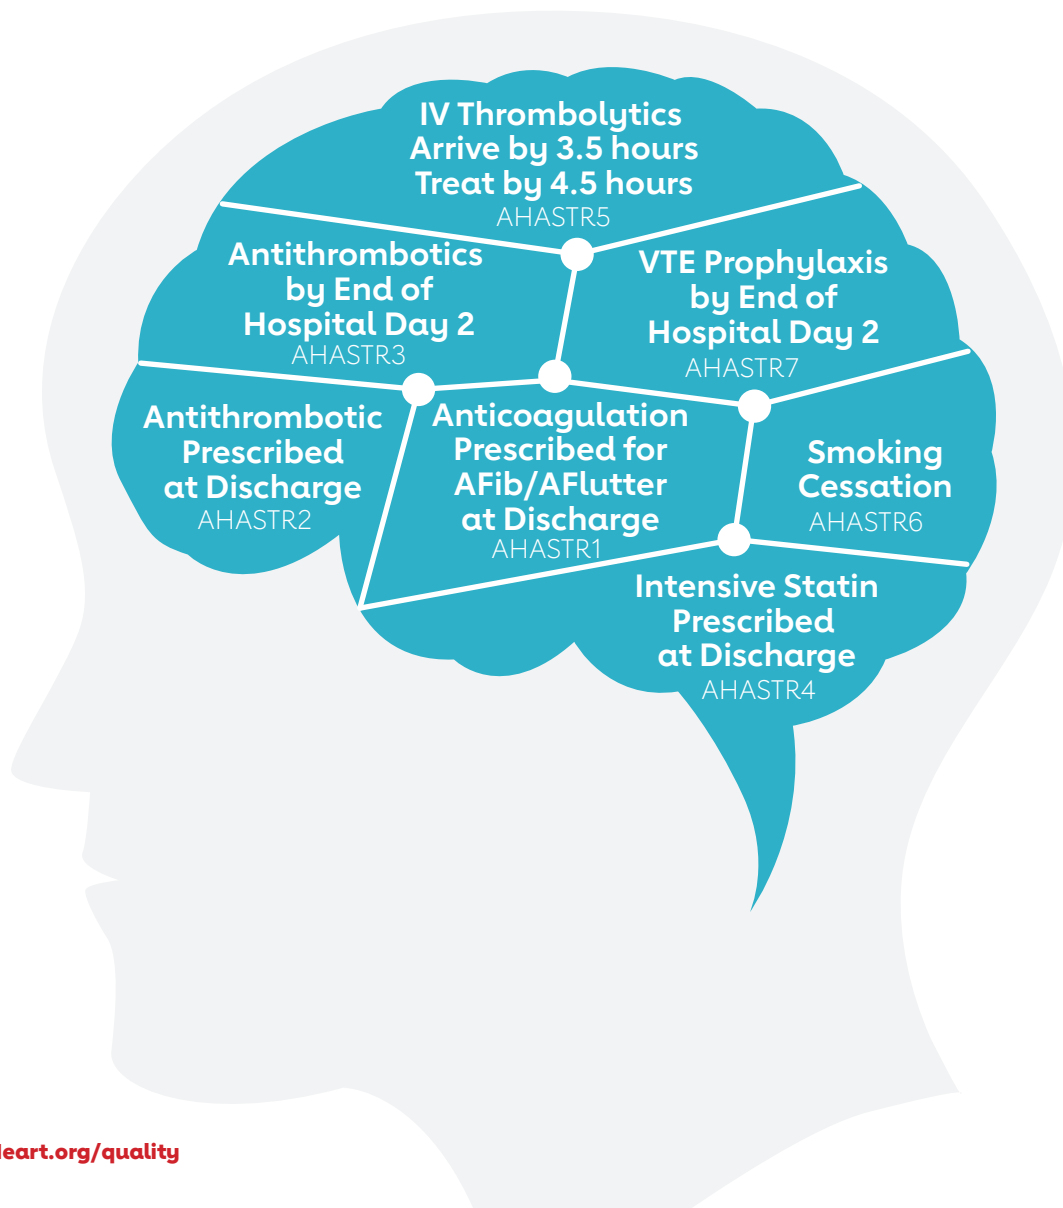 IV Thrombolytics
Arrive by 3.5 hours
Treat by 4.5 hours
AHASTR5
Antithrombotics
by End of
Hospital Day 2
AHASTR3
VTE Prophylaxis
by End of
Hospital Day 2
AHASTR7
Antithrombotic
Prescribed
at Discharge
AHASTR2
Anticoagulation
Prescribed for
AFib/AFlutter
at Discharge
AHASTR1
Smoking
Cessation
AHASTR6
Intensive Statin
Prescribed
at Discharge
AHASTR4
eart.org/quality